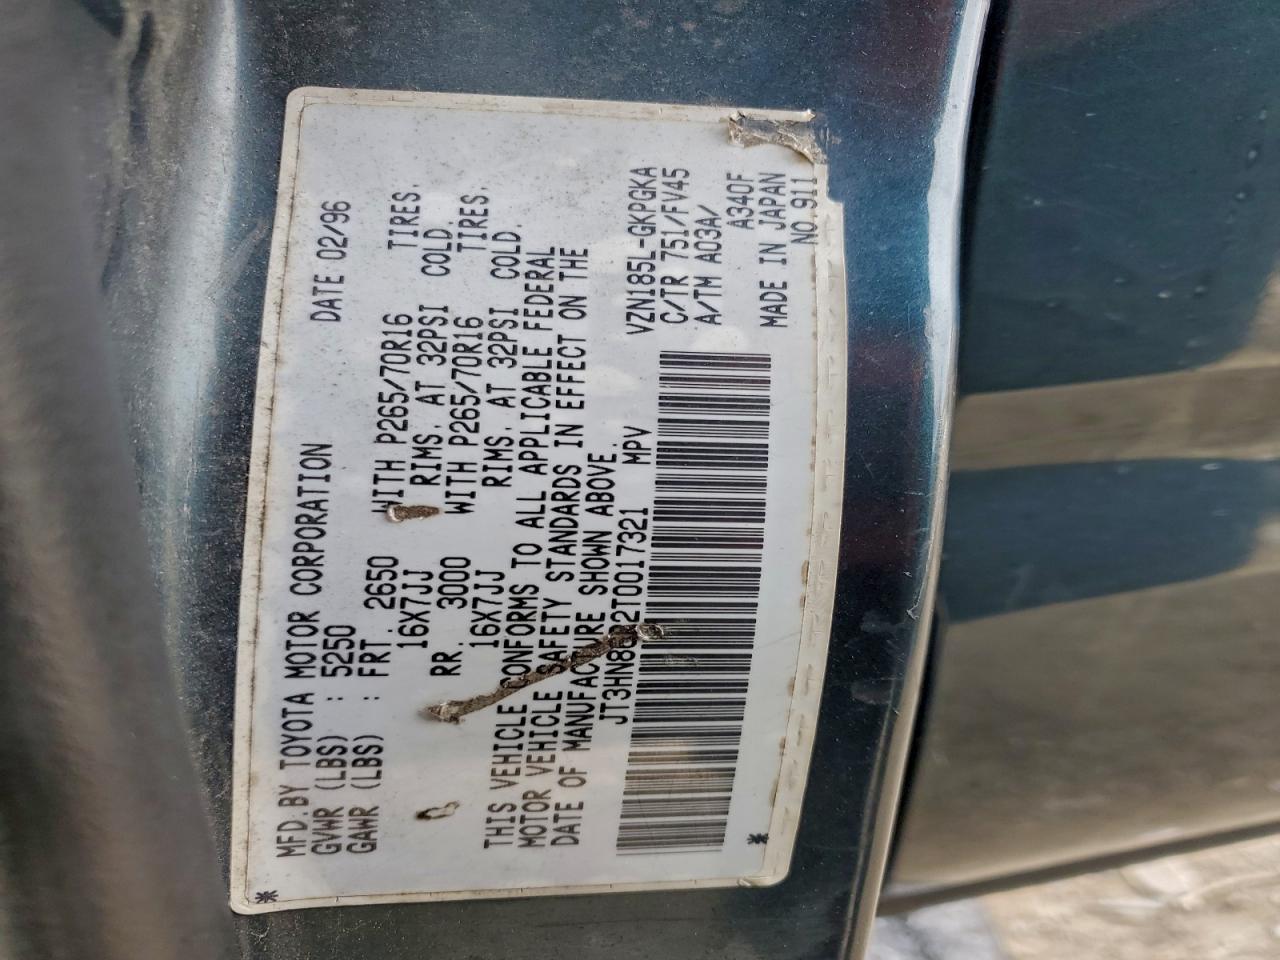 MFD.BY TOYOTA MOTOR CORPORATION DATE 02/96
GVWR (LBS) : 5250
GAWR (LBS) : FRT. 2650 WITH P265/70R16 TIRES.
16X7JJ RIMS. AT 32PSI COLD.
RR. 3000 WITH P265/70R16 TIRES.
16X7JJ RIMS. AT 32PSI COLD.
THIS VEHICLE CONFORMS TO ALL APPLICABLE FEDERAL
MOTOR VEHICLE SAFETY STANDARDS IN EFFECT ON THE
DATE OF MANUFACTURE SHOWN ABOVE.
MPV
VZN185L-GKPGKA
C/TR 751/FV45
A/TM A03A/
A340F
MADE IN JAPAN
NO.911